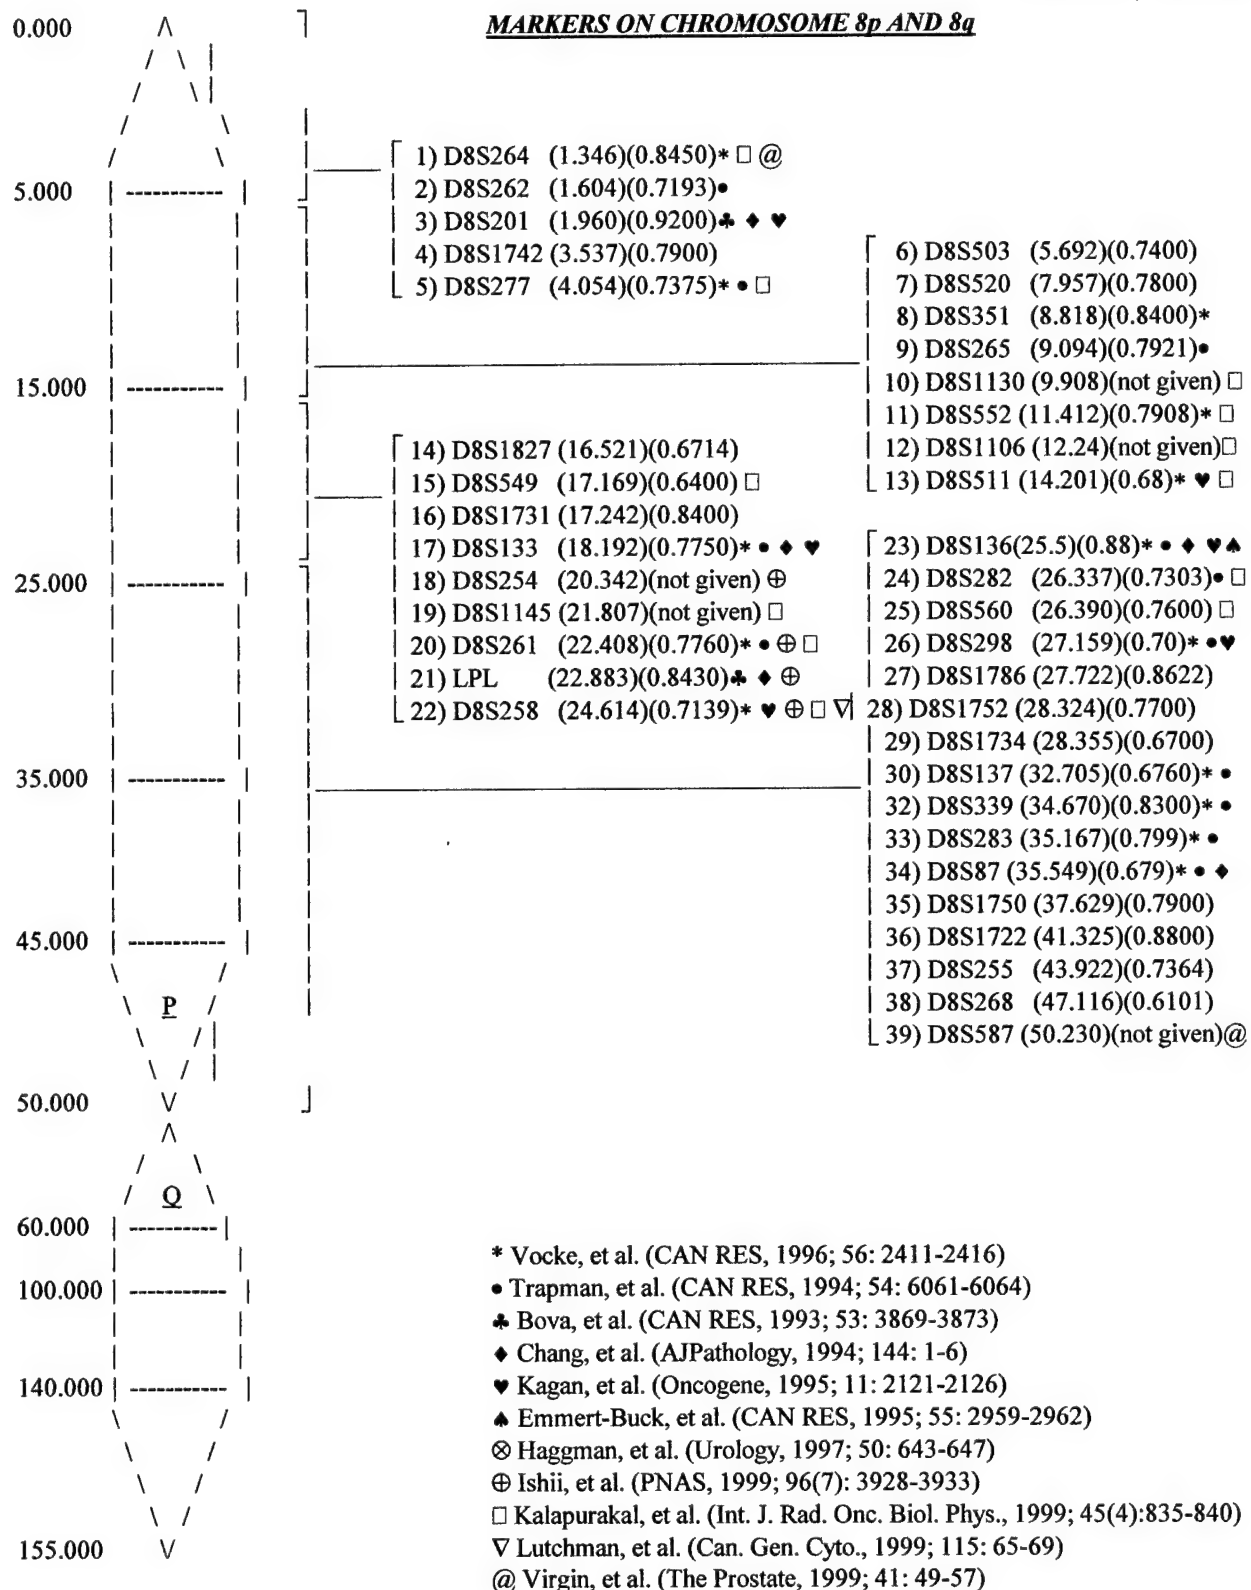 MARKERS ON CHROMOSOME 8p AND 8q
0.000
5.000
15.000
25.000
35.000
45.000
P
50.000
Q
60.000
100.000
140.000
155.000
1) D8S264 (1.346)(0.8450)* □ @
2) D8S262 (1.604)(0.7193)●
3) D8S201 (1.960)(0.9200)♣ ♦ ♥
4) D8S1742 (3.537)(0.7900)
5) D8S277 (4.054)(0.7375)* ● □
6) D8S503 (5.692)(0.7400)
7) D8S520 (7.957)(0.7800)
8) D8S351 (8.818)(0.8400)*
9) D8S265 (9.094)(0.7921)●
10) D8S1130 (9.908)(not given) □
11) D8S552 (11.412)(0.7908)* □
12) D8S1106 (12.24)(not given)□
13) D8S511 (14.201)(0.68)* ♥ □
14) D8S1827 (16.521)(0.6714)
15) D8S549 (17.169)(0.6400) □
16) D8S1731 (17.242)(0.8400)
17) D8S133 (18.192)(0.7750)* ● ♦ ♥
18) D8S254 (20.342)(not given) ⊕
19) D8S1145 (21.807)(not given) □
20) D8S261 (22.408)(0.7760)* ● ⊕ □
21) LPL (22.883)(0.8430)♣ ♦ ⊕
22) D8S258 (24.614)(0.7139)* ♥ ⊕ □ ∇
23) D8S136(25.5)(0.88)* ● ♦ ♥♠
24) D8S282 (26.337)(0.7303)● □
25) D8S560 (26.390)(0.7600) □
26) D8S298 (27.159)(0.70)* ●♥
27) D8S1786 (27.722)(0.8622)
28) D8S1752 (28.324)(0.7700)
29) D8S1734 (28.355)(0.6700)
30) D8S137 (32.705)(0.6760)* ●
32) D8S339 (34.670)(0.8300)* ●
33) D8S283 (35.167)(0.799)* ●
34) D8S87 (35.549)(0.679)* ● ♦
35) D8S1750 (37.629)(0.7900)
36) D8S1722 (41.325)(0.8800)
37) D8S255 (43.922)(0.7364)
38) D8S268 (47.116)(0.6101)
39) D8S587 (50.230)(not given)@
* Vocke, et al. (CAN RES, 1996; 56: 2411-2416)
● Trapman, et al. (CAN RES, 1994; 54: 6061-6064)
♣ Bova, et al. (CAN RES, 1993; 53: 3869-3873)
♦ Chang, et al. (AJPathology, 1994; 144: 1-6)
♥ Kagan, et al. (Oncogene, 1995; 11: 2121-2126)
♠ Emmert-Buck, et al. (CAN RES, 1995; 55: 2959-2962)
⊗ Haggman, et al. (Urology, 1997; 50: 643-647)
⊕ Ishii, et al. (PNAS, 1999; 96(7): 3928-3933)
□ Kalapurakal, et al. (Int. J. Rad. Onc. Biol. Phys., 1999; 45(4):835-840)
∇ Lutchman, et al. (Can. Gen. Cyto., 1999; 115: 65-69)
@ Virgin, et al. (The Prostate, 1999; 41: 49-57)